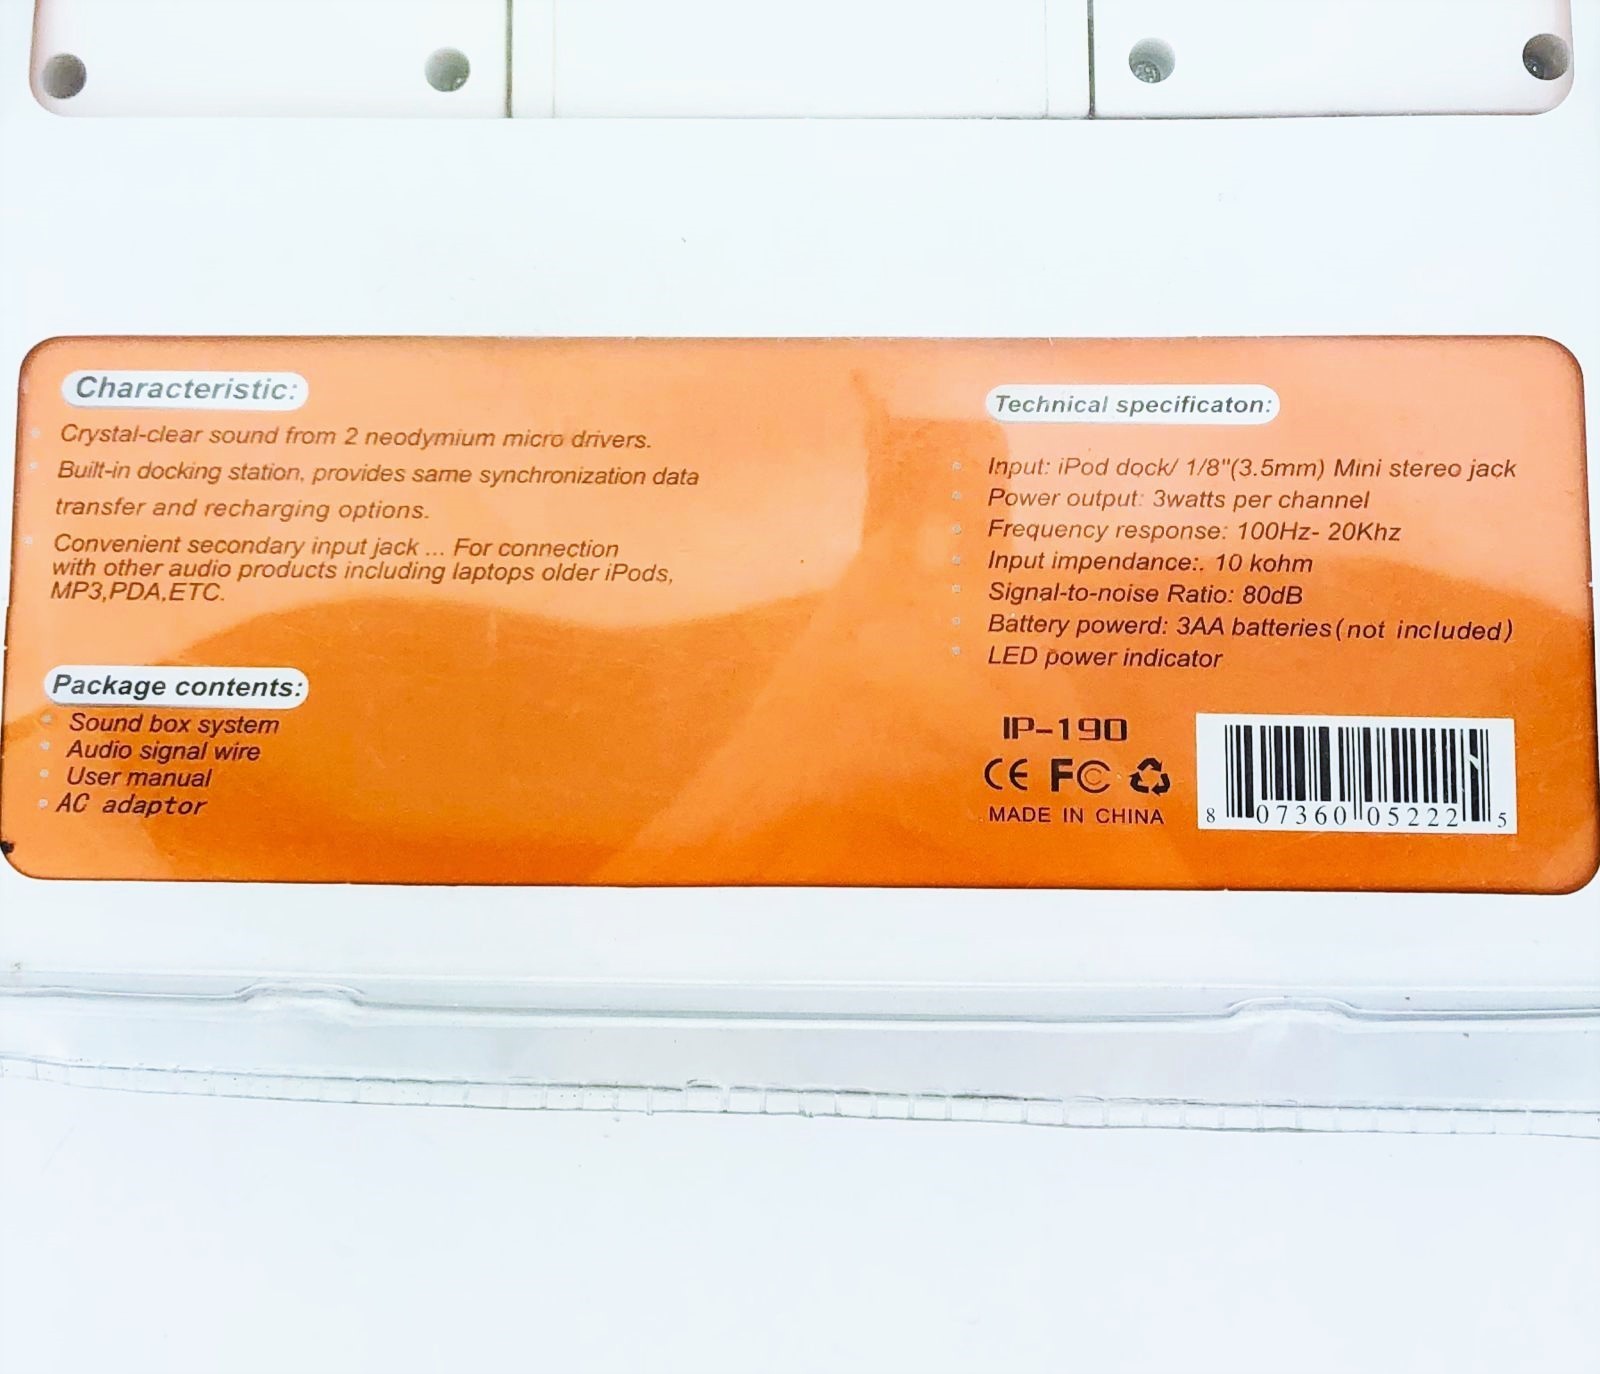 Characteristic:
Crystal-clear sound from 2 neodymium micro drivers.
Built-in docking station, provides same synchronization data
transfer and recharging options.
Convenient secondary input jack ... For connection
with other audio products including laptops older iPods,
MP3,PDA,ETC.
Package contents:
Sound box system
Audio signal wire
User manual
AC adaptor
Technical specificaton:
Input: iPod dock/ 1/8"(3.5mm) Mini stereo jack
Power output: 3watts per channel
Frequency response: 100Hz- 20Khz
Input impendance:. 10 kohm
Signal-to-noise Ratio: 80dB
Battery powerd: 3AA batteries(not included)
LED power indicator
IP-190
CE FC
MADE IN CHINA
8 07360 05222 5